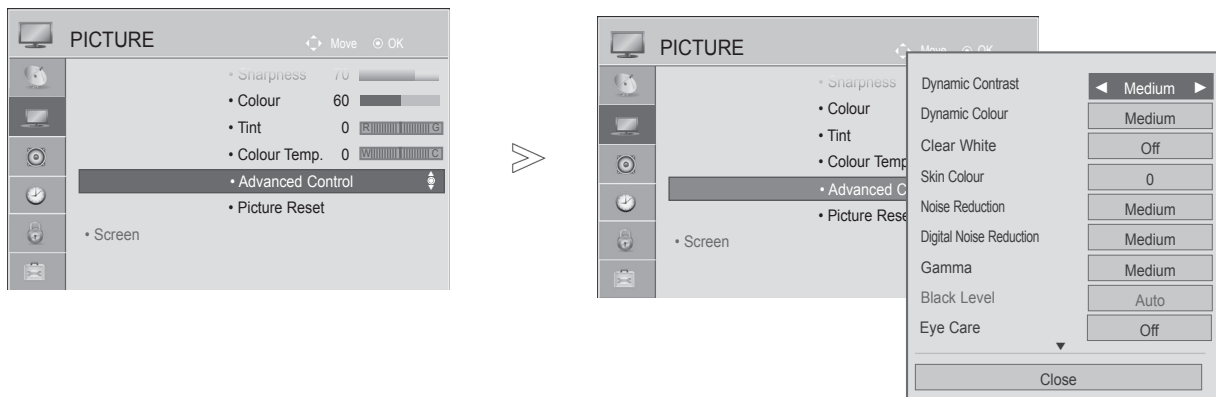 PICTURE Move OK
• Sharpness 70
• Colour 60
• Tint 0 R G
• Colour Temp. 0 W C
• Advanced Control
• Picture Reset
• Screen
PICTURE Move OK
• Sharpness
• Colour
• Tint
• Colour Temp
• Advanced C
• Picture Rese
• Screen
Dynamic Contrast ◀ Medium ▶
Dynamic Colour Medium
Clear White Off
Skin Colour 0
Noise Reduction Medium
Digital Noise Reduction Medium
Gamma Medium
Black Level Auto
Eye Care Off
▼
Close